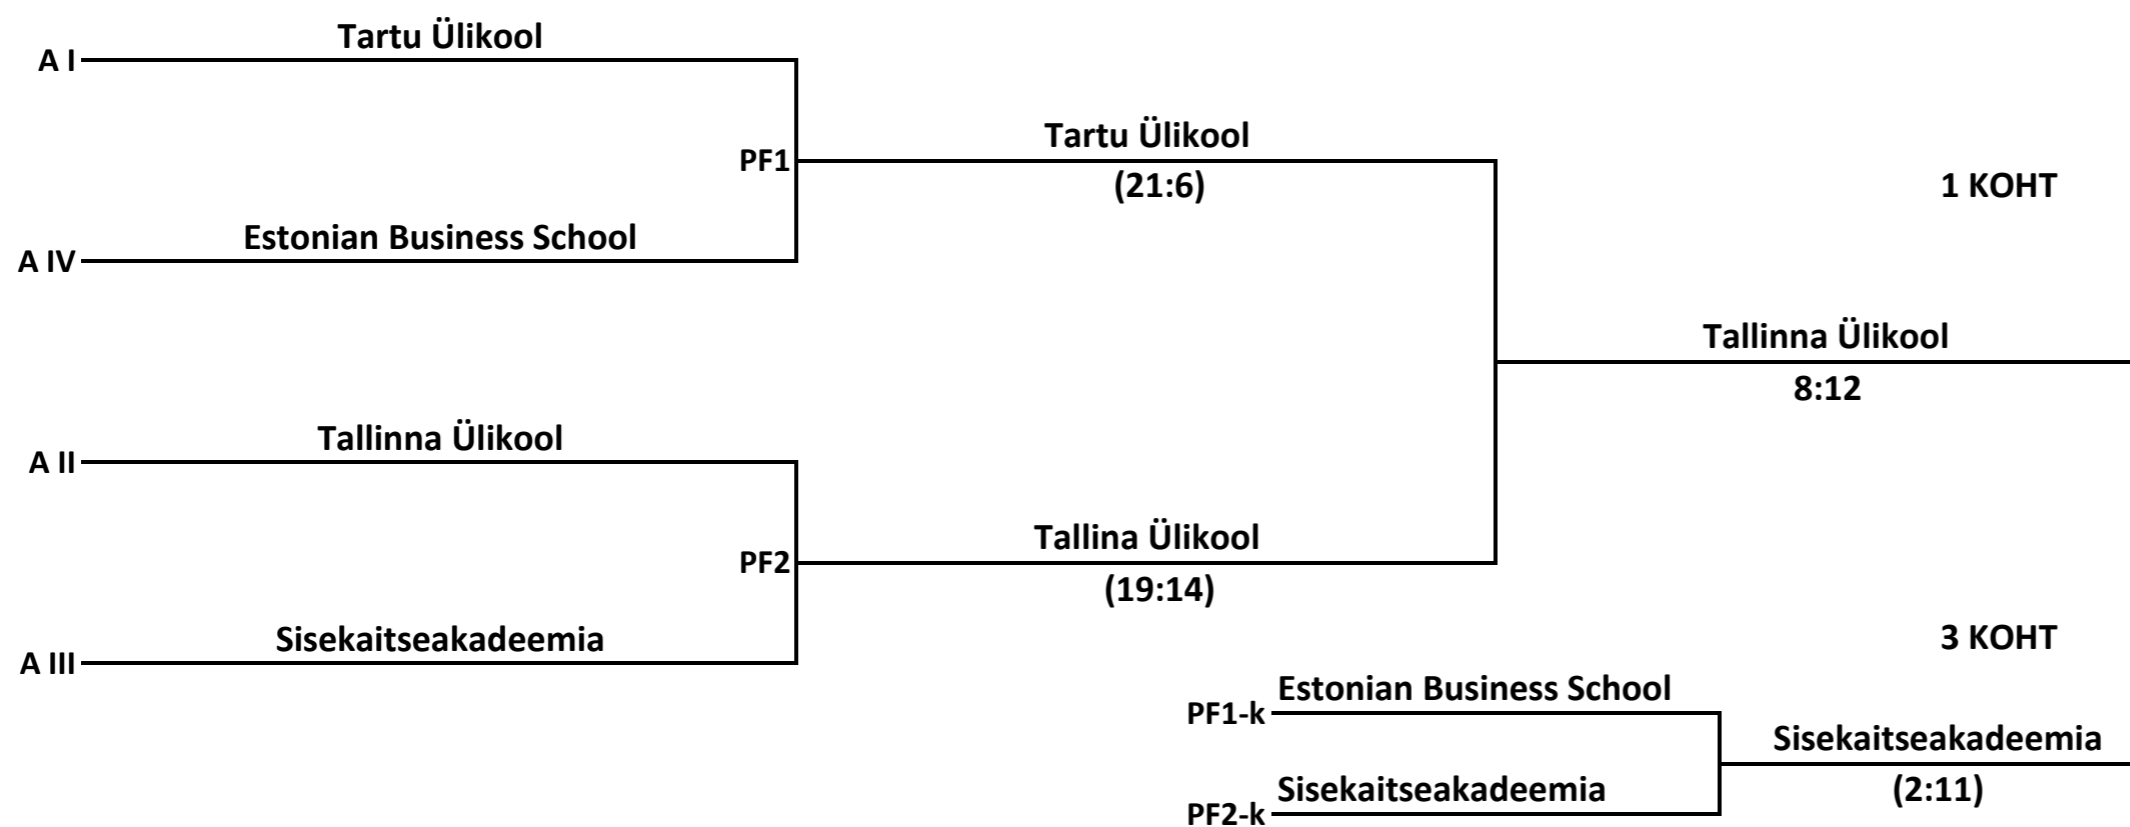 Tartu Ülikool
A I
Tartu Ülikool
PF1
(21:6)
1 KOHT
Estonian Business School
A IV
Tallinna Ülikool
8:12
Tallinna Ülikool
A II
Tallina Ülikool
PF2
(19:14)
Sisekaitseakadeemia
A III
3 KOHT
Estonian Business School
PF1-k
Sisekaitseakadeemia
(2:11)
Sisekaitseakadeemia
PF2-k